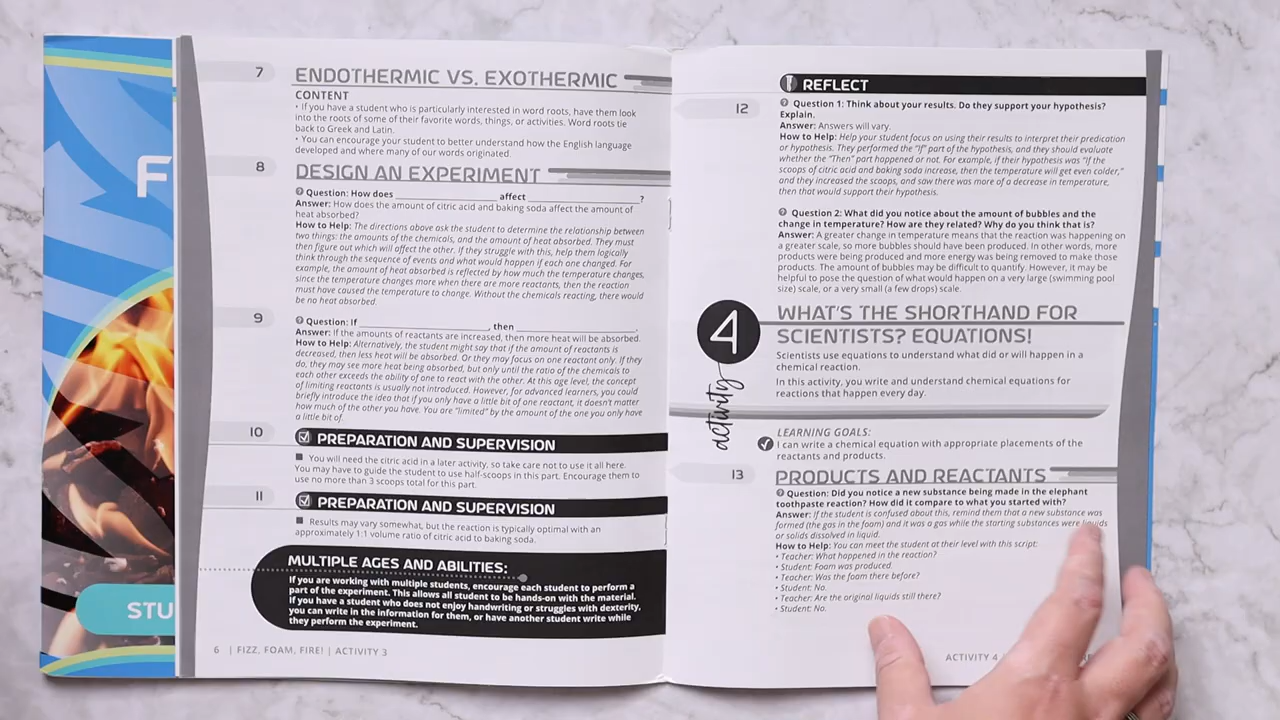 F
STU
7
ENDOTHERMIC VS. EXOTHERMIC
CONTENT
• If you have a student who is particularly interested in word roots, have them look
into the roots of some of their favorite words, things, or activities. Word roots tie
back to Greek and Latin.
• You can encourage your student to better understand how the English language
developed and where many of our words originated.
8
DESIGN AN EXPERIMENT
Question: How does ____________________ affect ____________________?
Answer: How does the amount of citric acid and baking soda affect the amount of
heat absorbed?
How to Help: The directions above ask the student to determine the relationship between
two things: the amounts of the chemicals, and the amount of heat absorbed. They must
then figure out which will affect the other. If they struggle with this, help them logically
think through the sequence of events and what would happen if each one changed. For
example, the amount of heat absorbed is reflected by how much the temperature changes,
since the temperature changes more when there are more reactants, then the reaction
must have caused the temperature to change. Without the chemicals reacting, there would
be no heat absorbed.
9
Question: If ____________________, then ____________________.
Answer: If the amounts of reactants are increased, then more heat will be absorbed.
How to Help: Alternatively, the student might say that if the amount of reactants is
decreased, then less heat will be absorbed. Or they may focus on one reactant only. If they
do, they may see more heat being absorbed, but only until the ratio of the chemicals to
each other exceeds the ability of one to react with the other. At this age level, the concept
of limiting reactants is usually not introduced. However, for advanced learners, you could
briefly introduce the idea that if you only have a little bit of one reactant, it doesn't matter
how much of the other you have. You are "limited" by the amount of the one you only have
a little bit of.
10
PREPARATION AND SUPERVISION
■ You will need the citric acid in a later activity, so take care not to use it all here.
You may have to guide the student to use half-scoops in this part. Encourage them to
use no more than 3 scoops total for this part.
11
PREPARATION AND SUPERVISION
■ Results may vary somewhat, but the reaction is typically optimal with an
approximately 1:1 volume ratio of citric acid to baking soda.
MULTIPLE AGES AND ABILITIES:
If you are working with multiple students, encourage each student to perform a
part of the experiment. This allows all student to be hands-on with the material.
If you have a student who does not enjoy handwriting or struggles with dexterity,
you can write in the information for them, or have another student write while
they perform the experiment.
6 | FIZZ, FOAM, FIRE! | ACTIVITY 3
REFLECT
12
Question 1: Think about your results. Do they support your hypothesis?
Explain.
Answer: Answers will vary.
How to Help: Help your student focus on using their results to interpret their predication
or hypothesis. They performed the "If" part of the hypothesis, and they should evaluate
whether the "Then" part happened or not. For example, if their hypothesis was "If the
scoops of citric acid and baking soda increase, then the temperature will get even colder,"
and they increased the scoops, and saw there was more of a decrease in temperature,
then that would support their hypothesis.
Question 2: What did you notice about the amount of bubbles and the
change in temperature? How are they related? Why do you think that is?
Answer: A greater change in temperature means that the reaction was happening on
a greater scale, so more bubbles should have been produced. In other words, more
products were being produced and more energy was being removed to make those
products. The amount of bubbles may be difficult to quantify. However, it may be
helpful to pose the question of what would happen on a very large (swimming pool
size) scale, or a very small (a few drops) scale.
activity 4
WHAT'S THE SHORTHAND FOR
SCIENTISTS? EQUATIONS!
Scientists use equations to understand what did or will happen in a
chemical reaction.
In this activity, you write and understand chemical equations for
reactions that happen every day.
LEARNING GOALS:
I can write a chemical equation with appropriate placements of the
reactants and products.
13
PRODUCTS AND REACTANTS
Question: Did you notice a new substance being made in the elephant
toothpaste reaction? How did it compare to what you started with?
Answer: If the student is confused about this, remind them that a new substance was
formed (the gas in the foam) and it was a gas while the starting substances were liquids
or solids dissolved in liquid.
How to Help: You can meet the student at their level with this script:
• Teacher: What happened in the reaction?
• Student: Foam was produced.
• Teacher: Was the foam there before?
• Student: No.
• Teacher: Are the original liquids still there?
• Student: No.
ACTIVITY 4